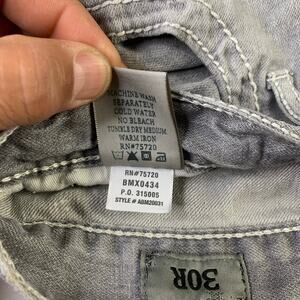 MACHINE WASH
SEPARATELY
COLD WATER
NO BLEACH
TUMBLE DRY MEDIUM
WARM IRON
RN#75720
RN#75720
BMX0434
P.O. 315005
STYLE # ABM20031
30R